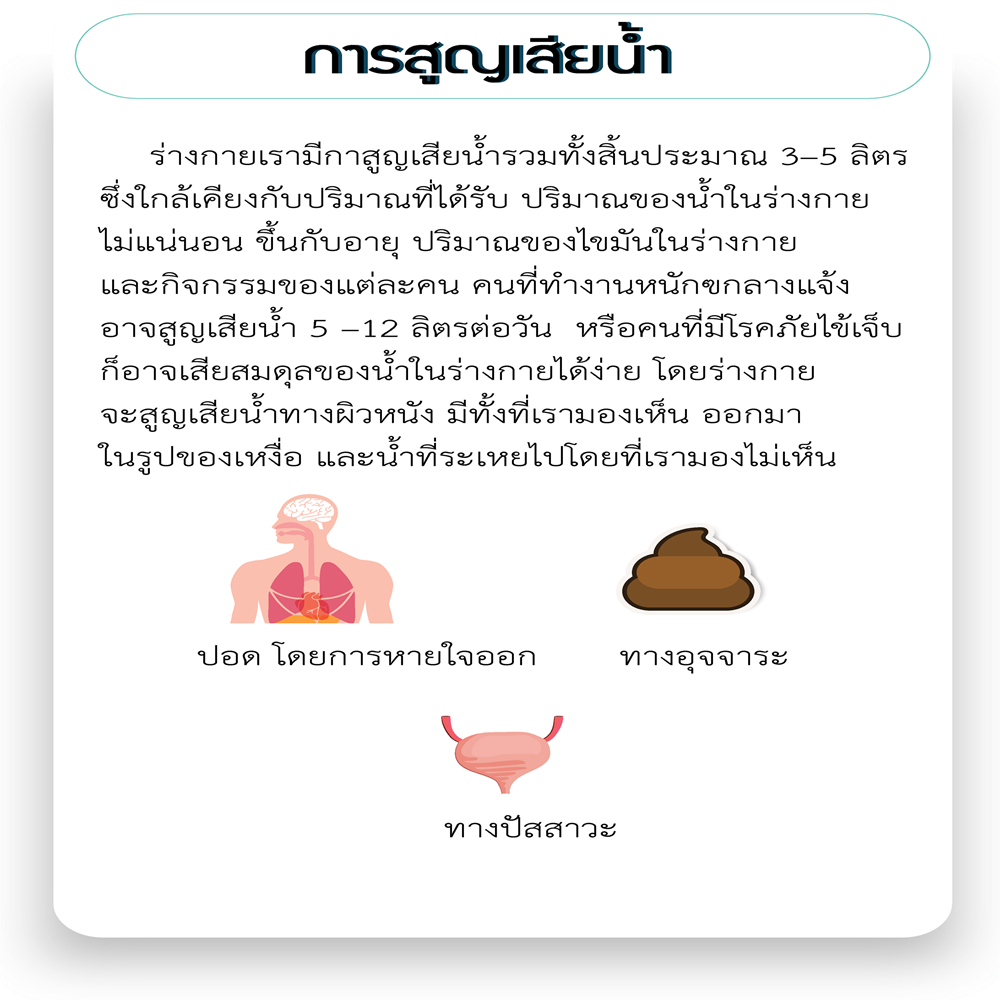 การสูญเสียน้ำ
ร่างกายเรามีกาสูญเสียน้ำรวมทั้งสิ้นประมาณ 3–5 ลิตร
ซึ่งใกล้เคียงกับปริมาณที่ได้รับ ปริมาณของน้ำในร่างกาย
ไม่แน่นอน ขึ้นกับอายุ ปริมาณของไขมันในร่างกาย
และกิจกรรมของแต่ละคน คนที่ทำงานหนักฃกลางแจ้ง
อาจสูญเสียน้ำ 5 –12 ลิตรต่อวัน  หรือคนที่มีโรคภัยไข้เจ็บ
ก็อาจเสียสมดุลของน้ำในร่างกายได้ง่าย โดยร่างกาย
จะสูญเสียน้ำทางผิวหนัง มีทั้งที่เรามองเห็น ออกมา
ในรูปของเหงื่อ และน้ำที่ระเหยไปโดยที่เรามองไม่เห็น
ปอด โดยการหายใจออก
ทางอุจจาระ
ทางปัสสาวะ